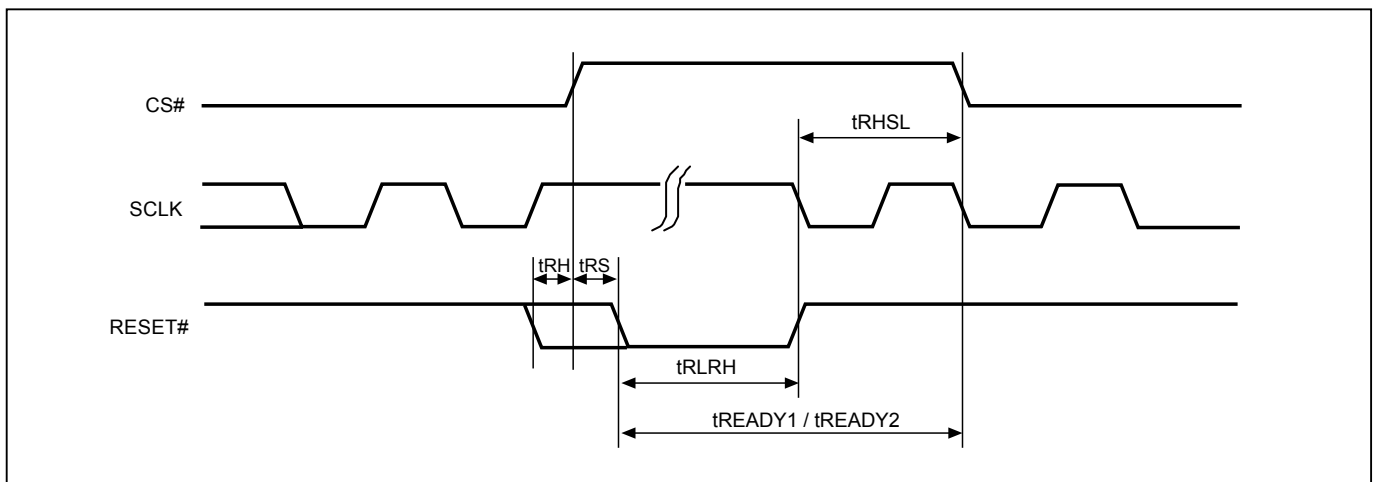 CS#
tRHSL
SCLK
tRH tRS
RESET#
tRLRH
tREADY1 / tREADY2